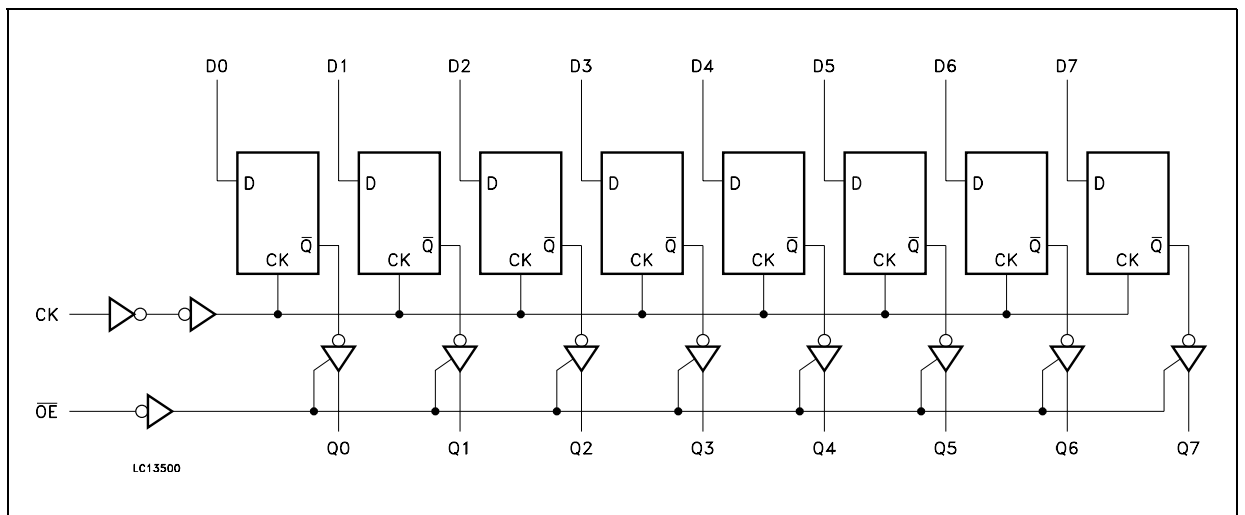 D0 D1 D2 D3 D4 D5 D6 D7
D D D D D D D D
Q̅ Q̅ Q̅ Q̅ Q̅ Q̅ Q̅ Q̅
CK CK CK CK CK CK CK CK
CK
O̅E̅
Q0 Q1 Q2 Q3 Q4 Q5 Q6 Q7
LC13500